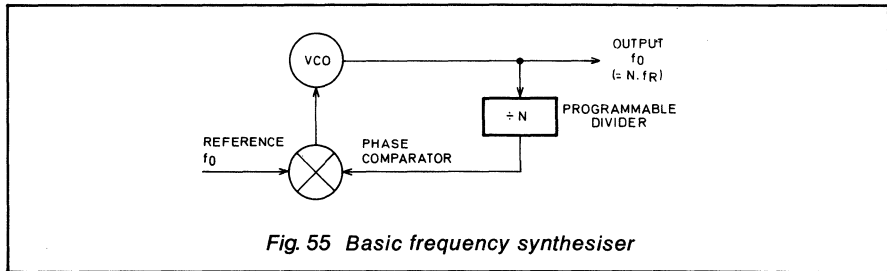 VCO
OUTPUT
f0
(= N. fR)
÷ N
PROGRAMMABLE
DIVIDER
REFERENCE
f0
PHASE
COMPARATOR
Fig. 55 Basic frequency synthesiser